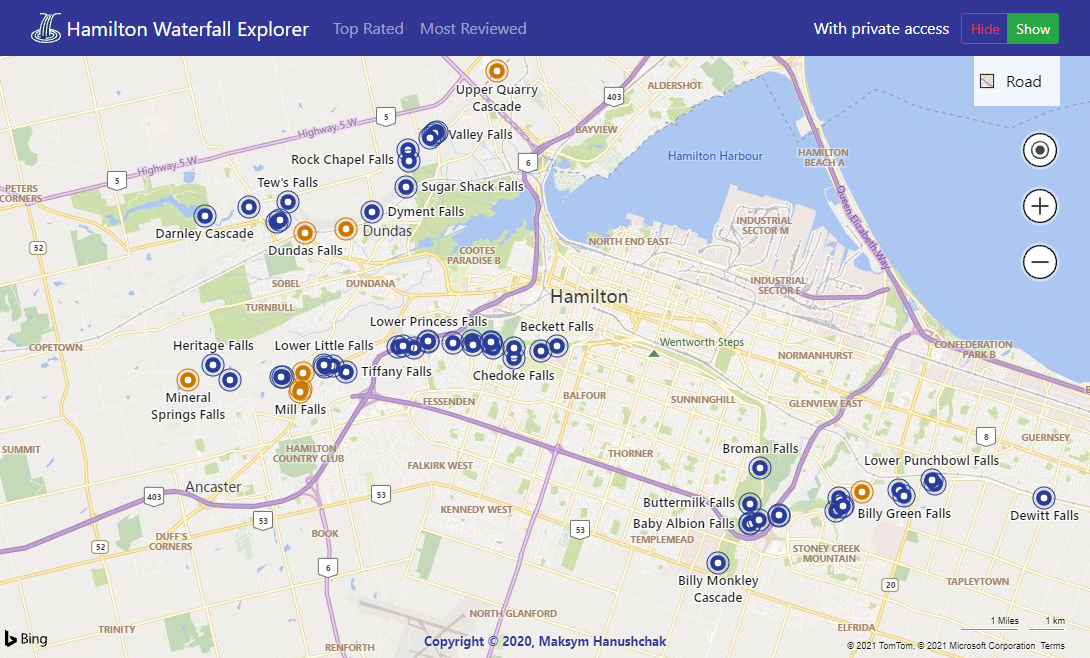 Hamilton Waterfall Explorer
Top Rated
Most Reviewed
With private access
Hide
Show
Road
Upper Quarry
Cascade
403
ALDERSHOT
5
Highway 5 W
Valley Falls
BAYVIEW
Rock Chapel Falls
6
Hamilton Harbour
HAMILTON
BEACH A
Highway 5 W
5
PETERS
CORNERS
Tew's Falls
Sugar Shack Falls
Queen Elizabeth Way
Darnley Cascade
Dyment Falls
Dundas
INDUSTRIAL
SECTOR M
52
Dundas Falls
COOTES
PARADISE B
NORTH END EAST
SOBEL
DUNDANA
INDUSTRIAL
SECTOR E
TURNBULL
Hamilton
Lower Princess Falls
Beckett Falls
COPETOWN
Heritage Falls
Lower Little Falls
Wentworth Steps
CONFEDERATION
PARK B
NORMANHURST
Tiffany Falls
Chedoke Falls
Mineral
Springs Falls
Mill Falls
FESSENDEN
BALFOUR
SUNNINGHILL
GLENVIEW EAST
8
GUERNSEY
SUMMIT
HAMILTON
COUNTRY CLUB
THORNER
Broman Falls
FALKIRK WEST
Lower Punchbowl Falls
Ancaster
403
53
Buttermilk Falls
KENNEDY WEST
Billy Green Falls
Dewitt Falls
53
Baby Albion Falls
53
BOOK
TEMPLEMEAD
DUFF'S
CORNERS
52
STONEY CREEK
MOUNTAIN
6
Billy Monkley
Cascade
20
TAPLEYTOWN
NORTH GLANFORD
TRINITY
ELFRIDA
1 Miles
1 km
Bing
RENFORTH
Copyright © 2020, Maksym Hanushchak
© 2021 TomTom, © 2021 Microsoft Corporation Terms